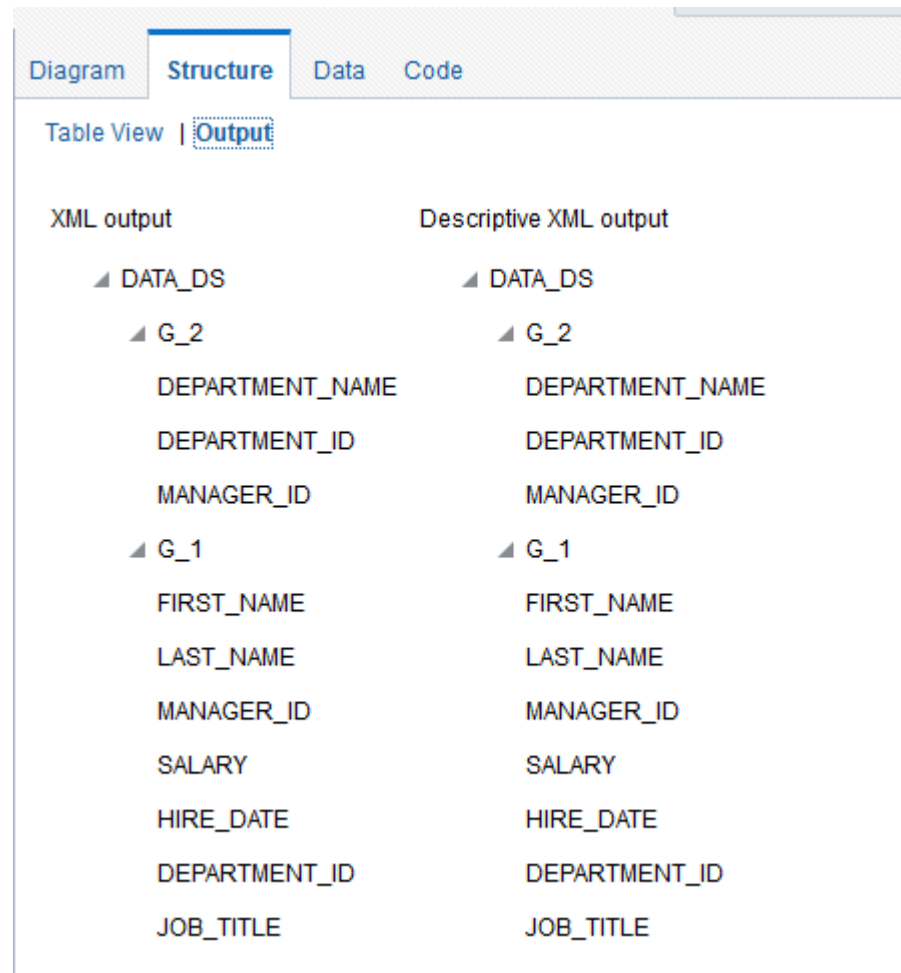 Diagram Structure Data Code
Table View | Output
XML output Descriptive XML output
DATA_DS DATA_DS
G_2 G_2
DEPARTMENT_NAME DEPARTMENT_NAME
DEPARTMENT_ID DEPARTMENT_ID
MANAGER_ID MANAGER_ID
G_1 G_1
FIRST_NAME FIRST_NAME
LAST_NAME LAST_NAME
MANAGER_ID MANAGER_ID
SALARY SALARY
HIRE_DATE HIRE_DATE
DEPARTMENT_ID DEPARTMENT_ID
JOB_TITLE JOB_TITLE